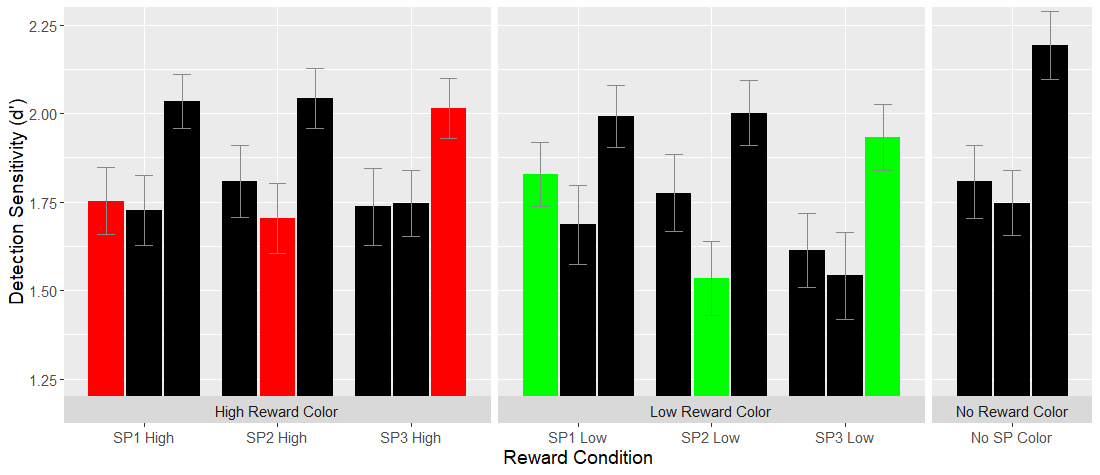 Detection Sensitivity (d')
2.25
2.00
1.75
1.50
1.25
High Reward Color
Low Reward Color
No Reward Color
SP1 High
SP2 High
SP3 High
SP1 Low
SP2 Low
SP3 Low
No SP Color
Reward Condition